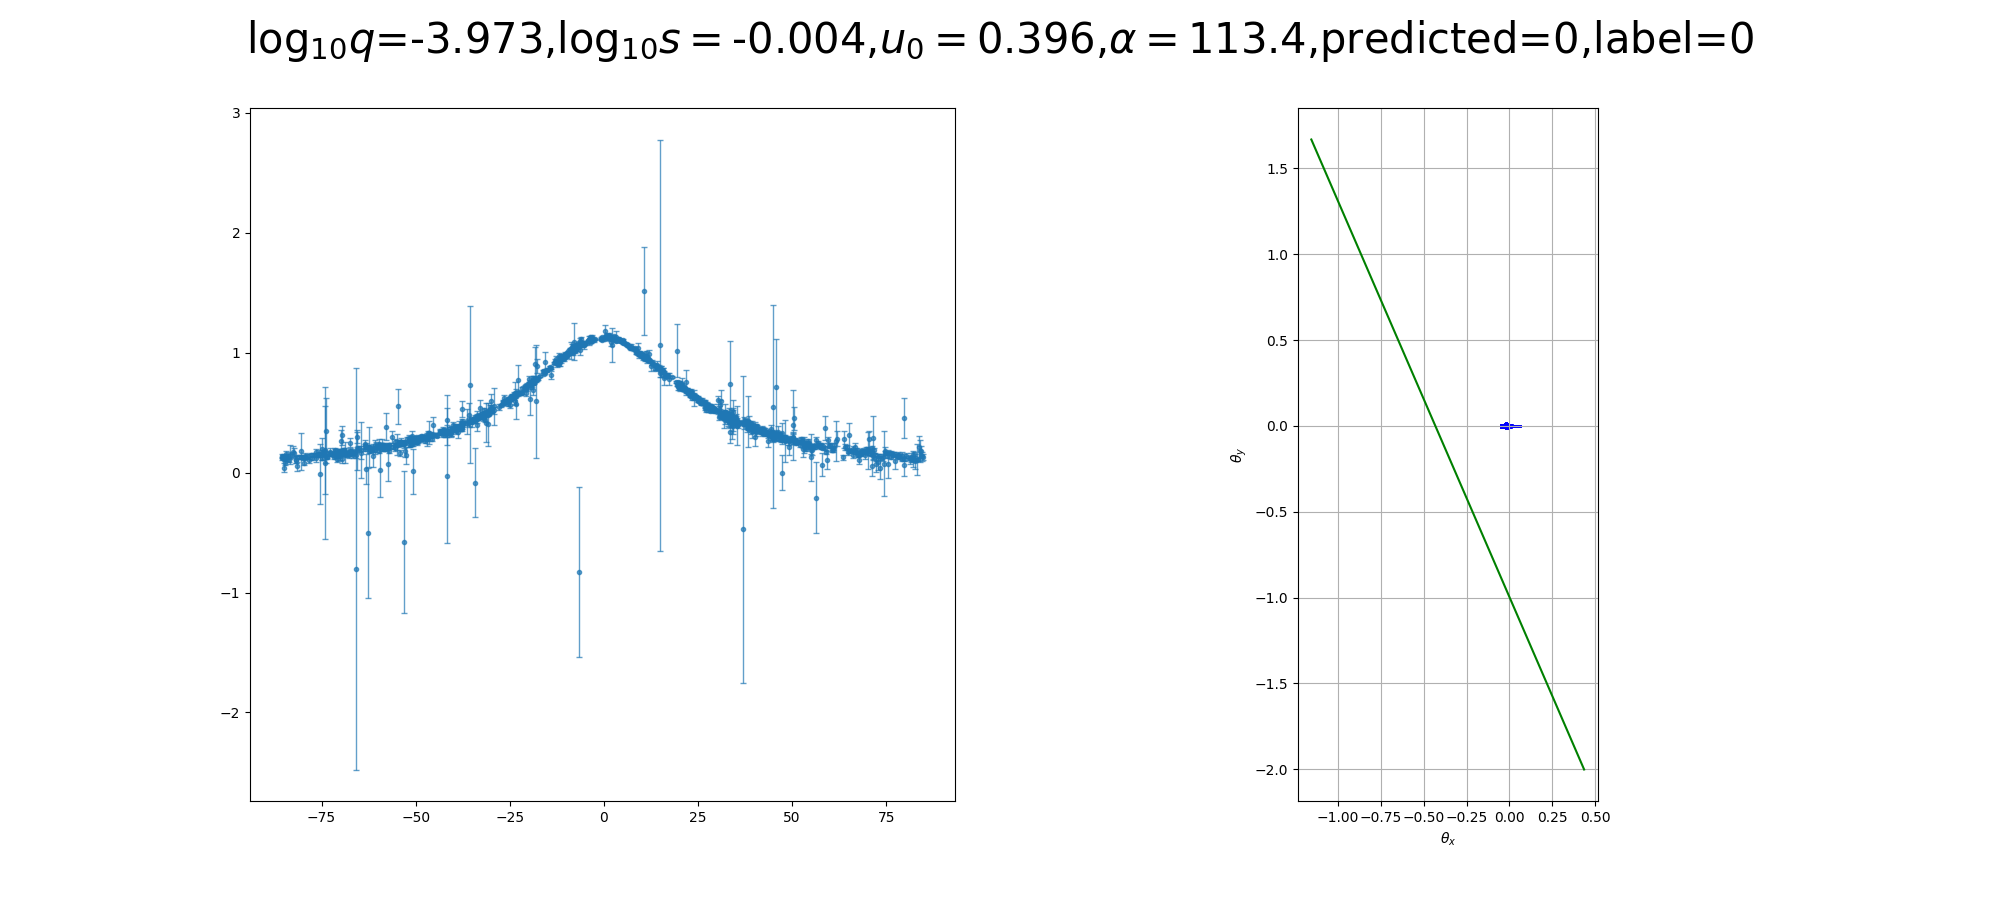 log₁₀q=-3.973,log₁₀s = -0.004,u₀ = 0.396,α = 113.4,predicted=0,label=0
3
2
1
0
−1
−2
−75 −50 −25 0 25 50 75
1.5
1.0
0.5
0.0
−0.5
−1.0
−1.5
−2.0
θy
−1.00 −0.75 −0.50 −0.25 0.00 0.25 0.50
θx